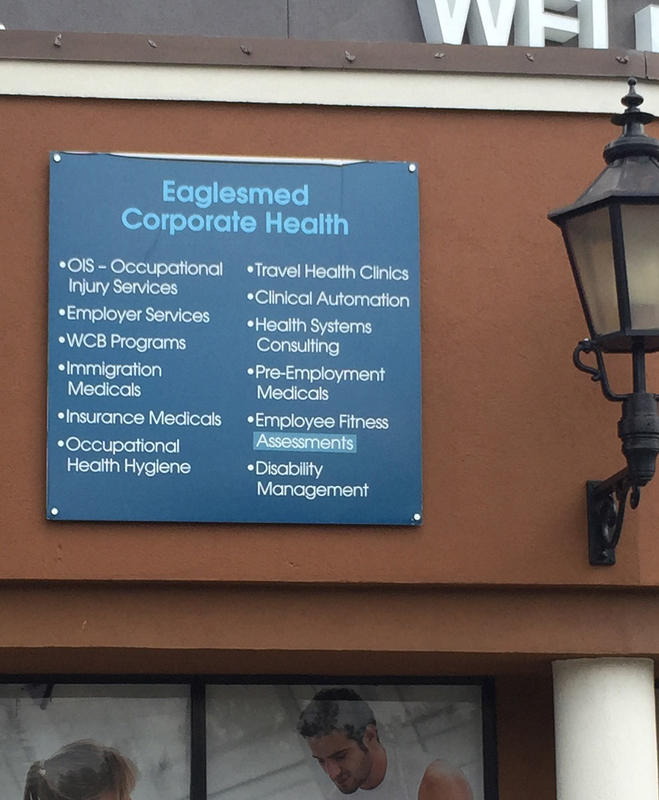 Eaglesmed
Corporate Health
•OIS – Occupational
Injury Services
•Employer Services
•WCB Programs
•Immigration
Medicals
•Insurance Medicals
•Occupational
Health Hygiene
•Travel Health Clinics
•Clinical Automation
•Health Systems
Consulting
•Pre-Employment
Medicals
•Employee Fitness
Assessments
•Disability
Management